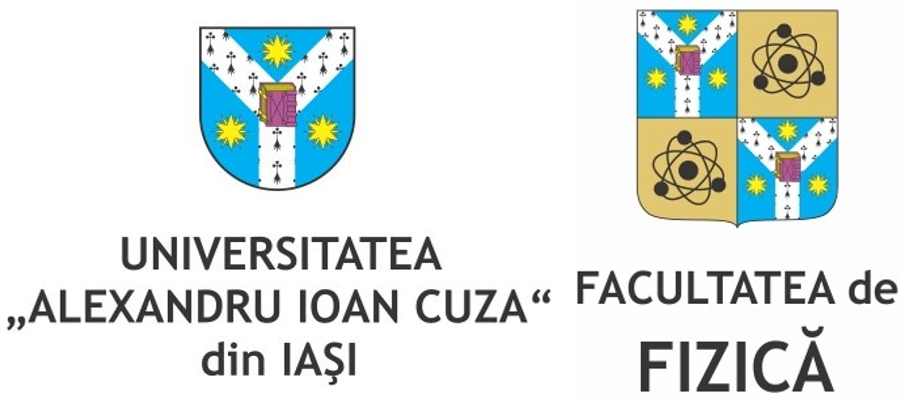 UNIVERSITATEA
„ALEXANDRU IOAN CUZA“
din IAŞI
FACULTATEA de
FIZICĂ